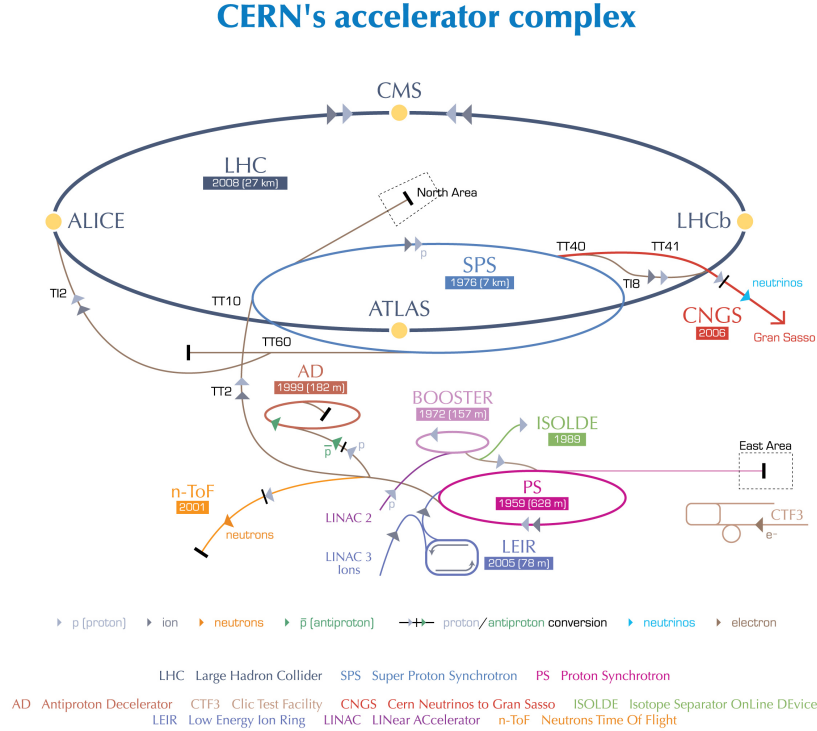 CERN's accelerator complex
CMS
LHC
2008 (27 km)
North Area
ALICE
LHCb
TT40
TT41
p
SPS
1976 (7 km)
TI8
TI2
TT10
ATLAS
neutrinos
CNGS
2006
Gran Sasso
TT60
AD
1999 (182 m)
TT2
BOOSTER
1972 (157 m)
ISOLDE
1989
p
p̅
East Area
n-ToF
2001
PS
1959 (628 m)
p
LINAC 2
neutrons
CTF3
e-
LEIR
2005 (78 m)
LINAC 3
Ions
p (proton) ion neutrons p̅ (antiproton) proton/antiproton conversion neutrinos electron
LHC Large Hadron Collider SPS Super Proton Synchrotron PS Proton Synchrotron
AD Antiproton Decelerator CTF3 Clic Test Facility CNGS Cern Neutrinos to Gran Sasso ISOLDE Isotope Separator OnLine DEvice
LEIR Low Energy Ion Ring LINAC LINear ACcelerator n-ToF Neutrons Time Of Flight